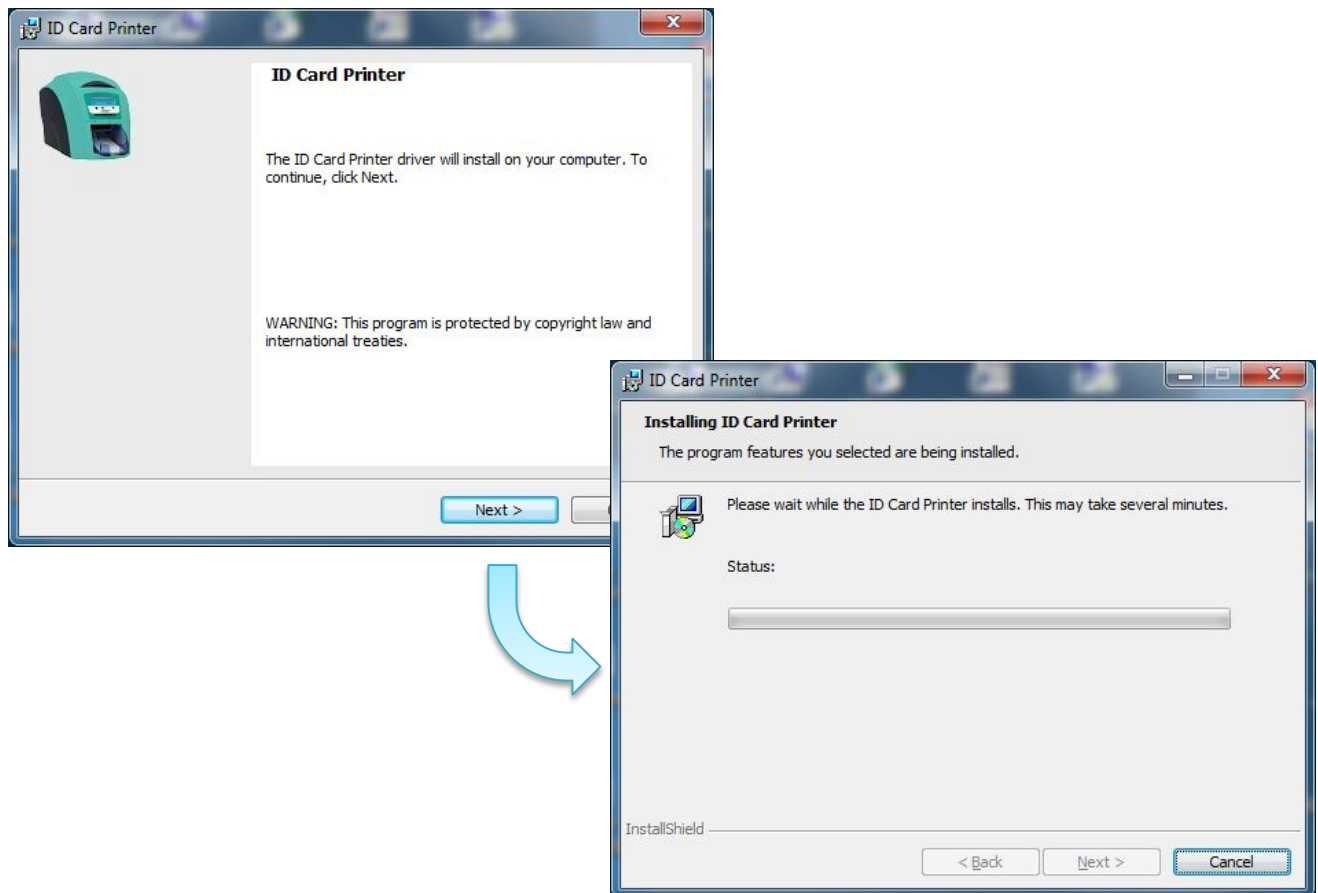 ID Card Printer
ID Card Printer
The ID Card Printer driver will install on your computer. To
continue, click Next.
WARNING: This program is protected by copyright law and
international treaties.
Next >
ID Card Printer
Installing ID Card Printer
The program features you selected are being installed.
Please wait while the ID Card Printer installs. This may take several minutes.
Status:
InstallShield
< Back Next > Cancel